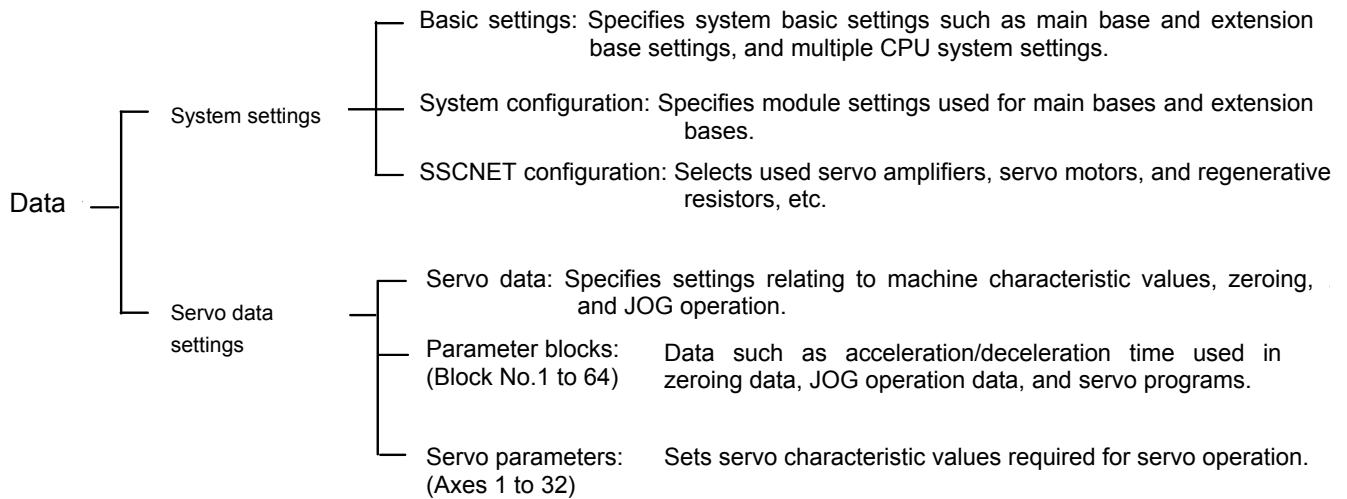 Data
System settings
Basic settings: Specifies system basic settings such as main base and extension
base settings, and multiple CPU system settings.
System configuration: Specifies module settings used for main bases and extension
bases.
SSCNET configuration: Selects used servo amplifiers, servo motors, and regenerative
resistors, etc.
Servo data
settings
Servo data: Specifies settings relating to machine characteristic values, zeroing,
and JOG operation.
Parameter blocks:
(Block No.1 to 64)
Data such as acceleration/deceleration time used in
zeroing data, JOG operation data, and servo programs.
Servo parameters:
(Axes 1 to 32)
Sets servo characteristic values required for servo operation.